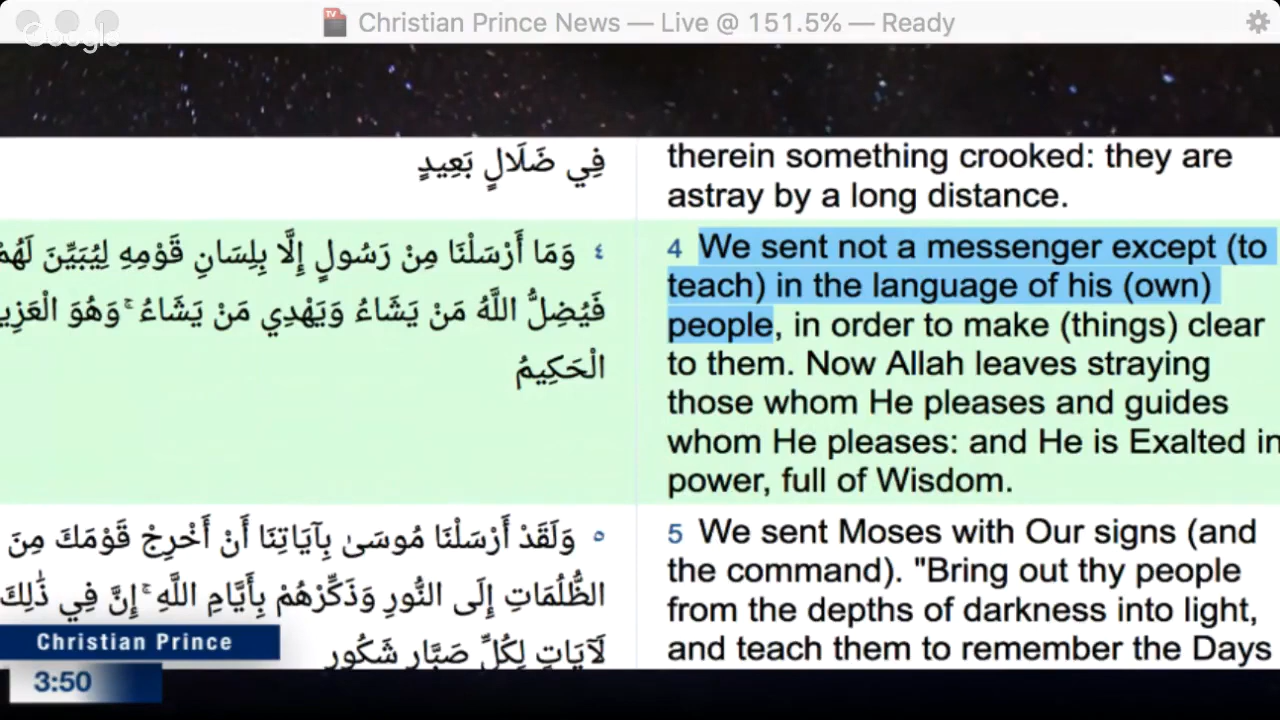 Christian Prince News — Live @ 151.5% — Ready
Google
فِي ضَلَالٍ بَعِيدٍ
therein something crooked: they are
astray by a long distance.
٤ وَمَا أَرْسَلْنَا مِنْ رَسُولٍ إِلَّا بِلِسَانِ قَوْمِهِ لِيُبَيِّنَ لَهُمْ
فَيُضِلُّ اللَّهُ مَنْ يَشَاءُ وَيَهْدِي مَنْ يَشَاءُ ۚ وَهُوَ
الْحَكِيمُ
4 We sent not a messenger except (to
teach) in the language of his (own)
people, in order to make (things) clear
to them. Now Allah leaves straying
those whom He pleases and guides
whom He pleases: and He is Exalted in
power, full of Wisdom.
٥ وَلَقَدْ أَرْسَلْنَا مُوسَىٰ بِآيَاتِنَا أَنْ أَخْرِجْ قَوْمَكَ مِنَ
الظُّلُمَاتِ إِلَى النُّورِ وَذَكِّرْهُمْ بِأَيَّامِ اللَّهِ ۚ إِنَّ فِي ذَٰلِكَ
لَآيَاتٍ لِكُلِّ صَبَّارٍ شَكُورٍ
5 We sent Moses with Our signs (and
the command). "Bring out thy people
from the depths of darkness into light,
and teach them to remember the Days
Christian Prince
3:50